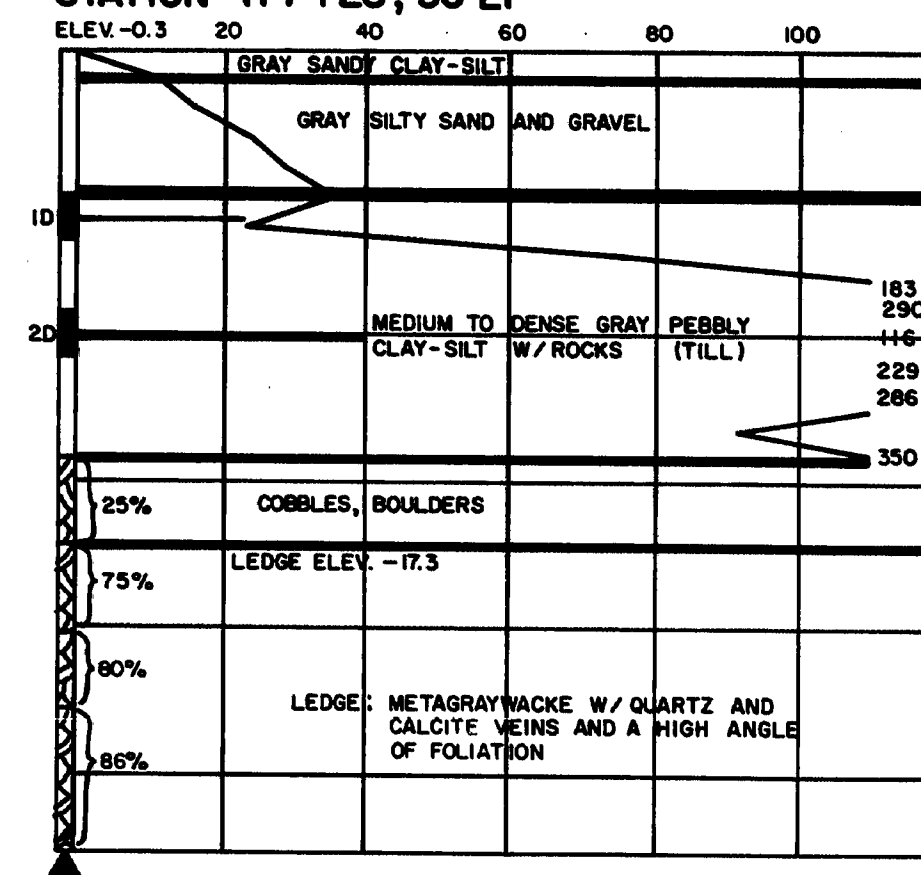 ELEV. -0.3 20 40 60 80 100
GRAY SANDY CLAY-SILT
GRAY SILTY SAND AND GRAVEL
1D
183
290
2D
MEDIUM TO DENSE GRAY PEBBLY
116
CLAY-SILT W/ROCKS (TILL)
229
286
350
25%
COBBLES, BOULDERS
LEDGE ELEV. -17.3
75%
80%
LEDGE: METAGRAYWACKE W/ QUARTZ AND
CALCITE VEINS AND A HIGH ANGLE
OF FOLIATION
86%